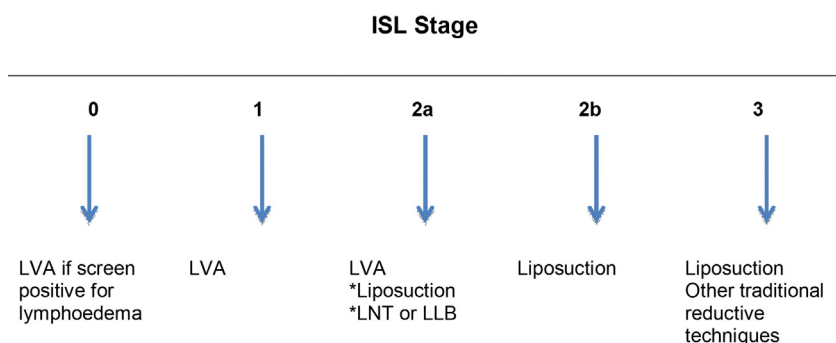 ISL Stage
0 1 2a 2b 3
LVA if screen
positive for
lymphoedema
LVA
LVA
*Liposuction
*LNT or LLB
Liposuction
Liposuction
Other traditional
reductive
techniques